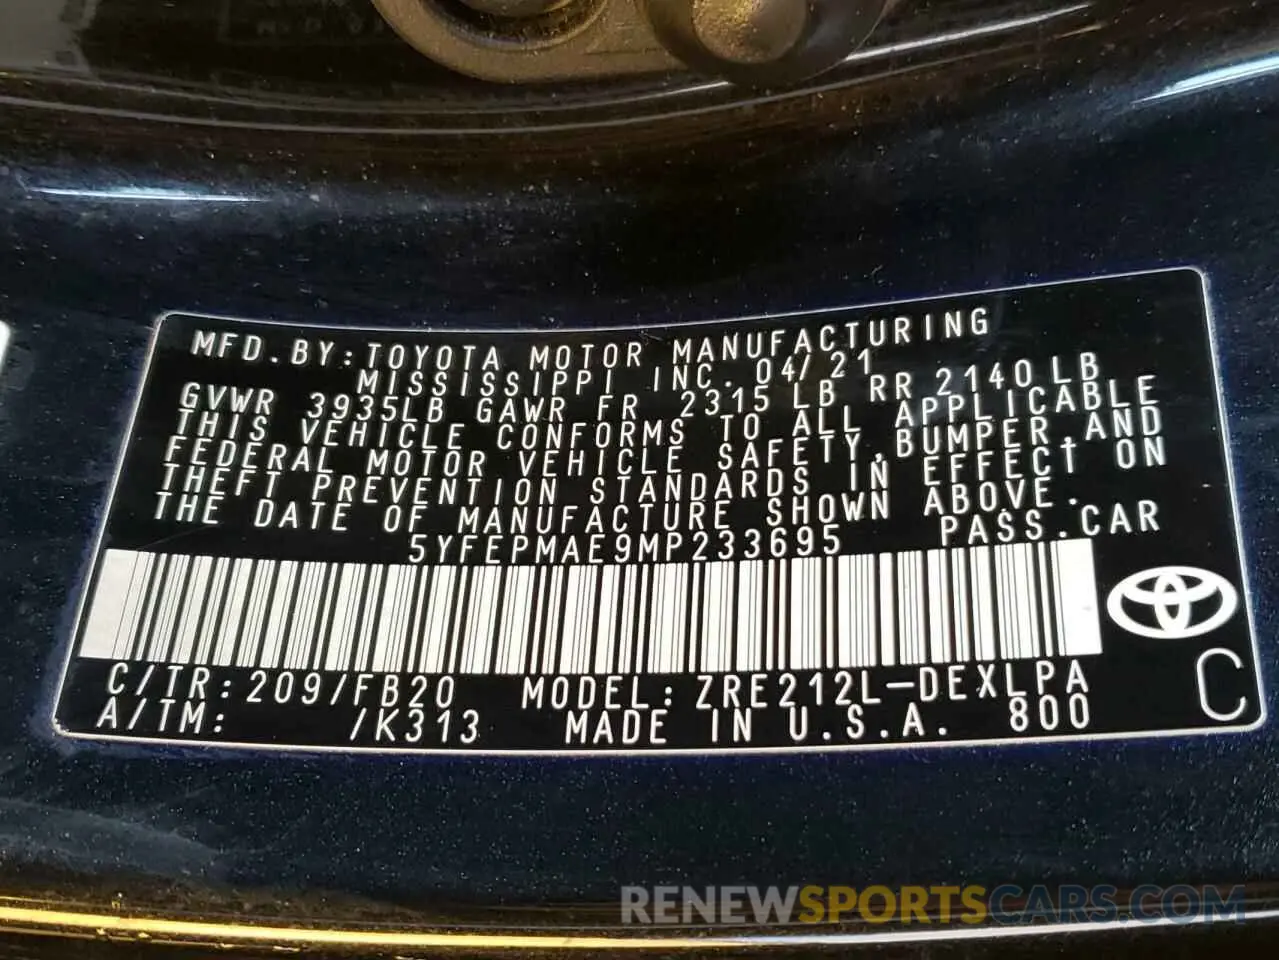 MFD.BY:TOYOTA MOTOR MANUFACTURING
MISSISSIPPI INC. 04/21
GVWR 3935LB GAWR FR 2315 LB RR 2140LB
THIS VEHICLE CONFORMS TO ALL APPLICABLE
FEDERAL MOTOR VEHICLE SAFETY,BUMPER,AND
THEFT PREVENTION STANDARDS IN EFFECT ON
THE DATE OF MANUFACTURE SHOWN ABOVE.
5YFEPMAE9MP233695 PASS.CAR
C/TR:209/FB20 MODEL:ZRE212L-DEXLPA
A/TM: /K313 MADE IN U.S.A. 800
C
RENEWSPORTSCARS.COM